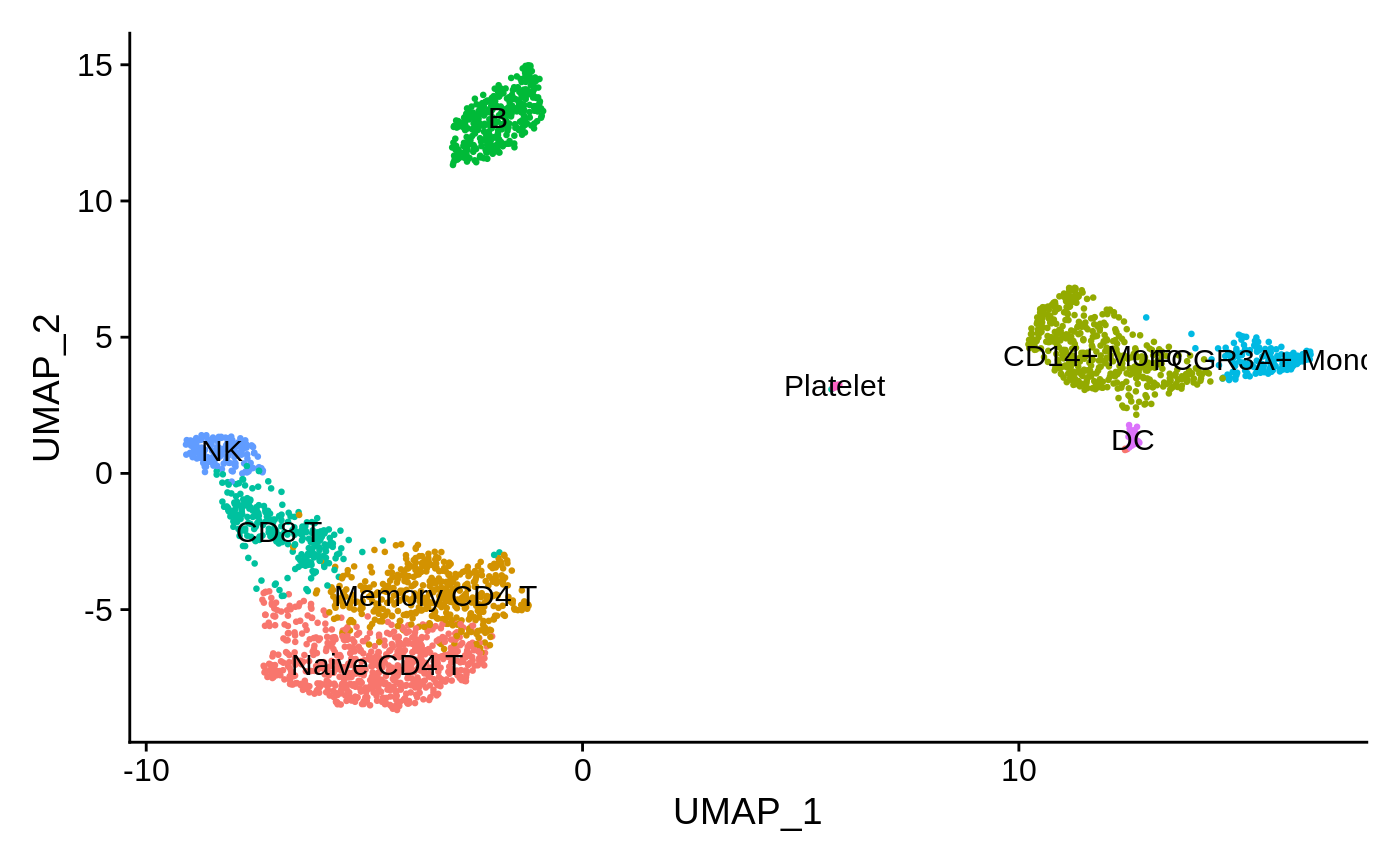 15
B
10
5
CD14+ Mono
FCGR3A+ Mono
Platelet
DC
NK
0
CD8 T
Memory CD4 T
-5
Naive CD4 T
-10
0
10
UMAP_1
UMAP_2